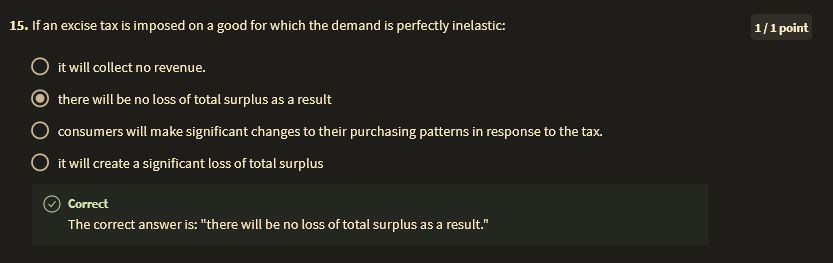 15. If an excise tax is imposed on a good for which the demand is perfectly inelastic:
1 / 1 point
it will collect no revenue.
there will be no loss of total surplus as a result
consumers will make significant changes to their purchasing patterns in response to the tax.
it will create a significant loss of total surplus
Correct
The correct answer is: "there will be no loss of total surplus as a result."